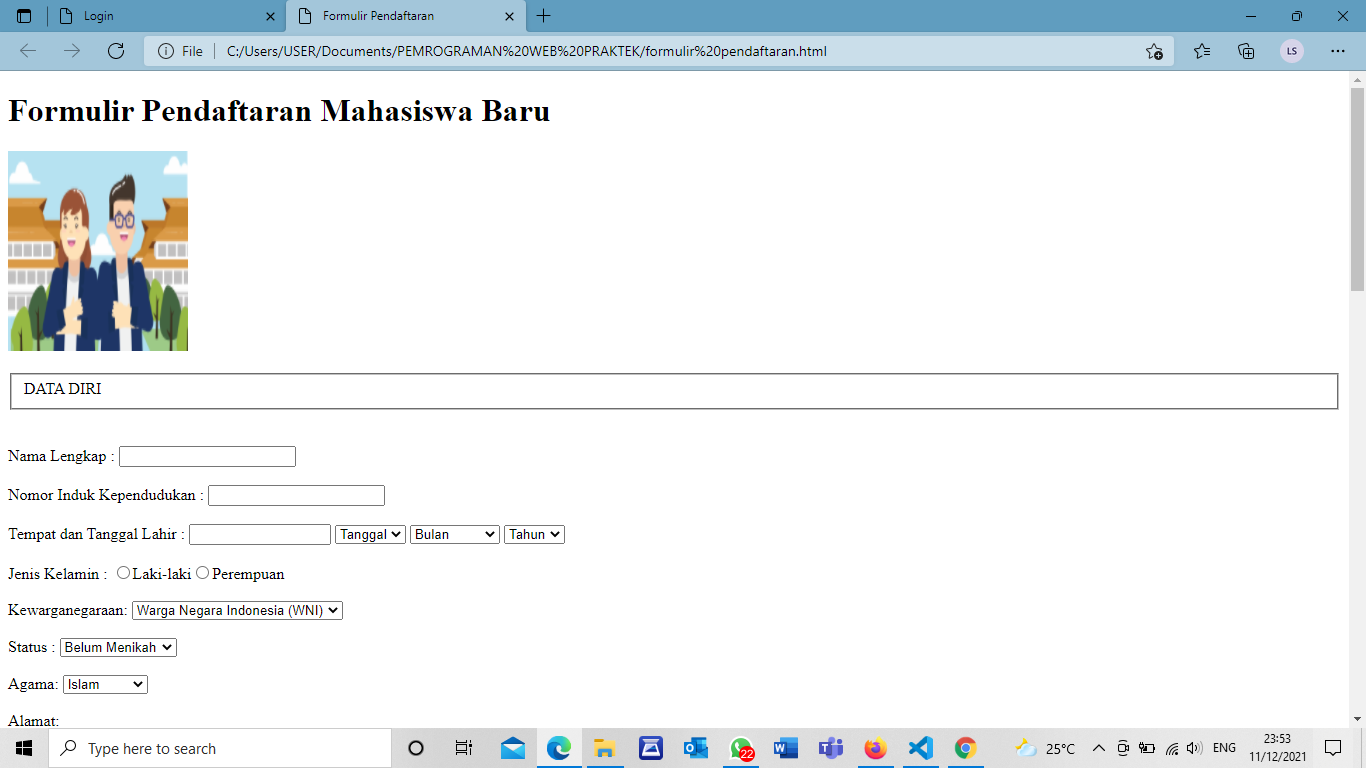 Login
Formulir Pendaftaran
File
C:/Users/USER/Documents/PEMROGRAMAN%20WEB%20PRAKTEK/formulir%20pendaftaran.html
LS
Formulir Pendaftaran Mahasiswa Baru
DATA DIRI
Nama Lengkap :
Nomor Induk Kependudukan :
Tempat dan Tanggal Lahir : Tanggal Bulan Tahun
Jenis Kelamin : Laki-laki Perempuan
Kewarganegaraan: Warga Negara Indonesia (WNI)
Status : Belum Menikah
Agama: Islam
Alamat:
Type here to search
22
25°C
ENG
23:53
11/12/2021